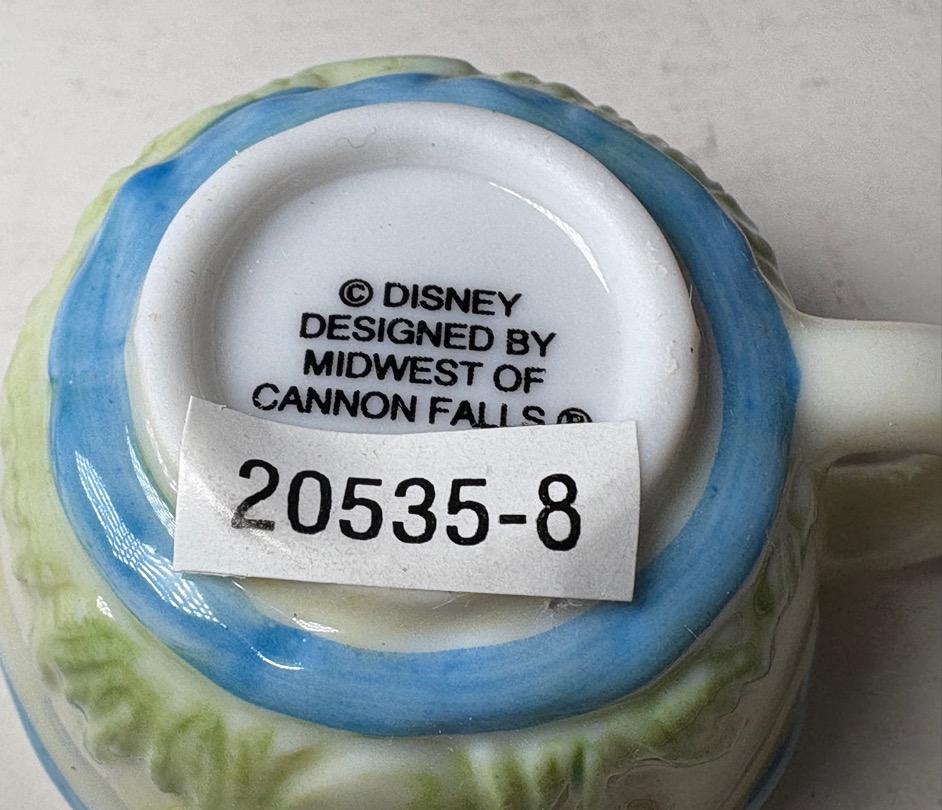 © DISNEY
DESIGNED BY
MIDWEST OF
CANNON FALLS ®
20535-8